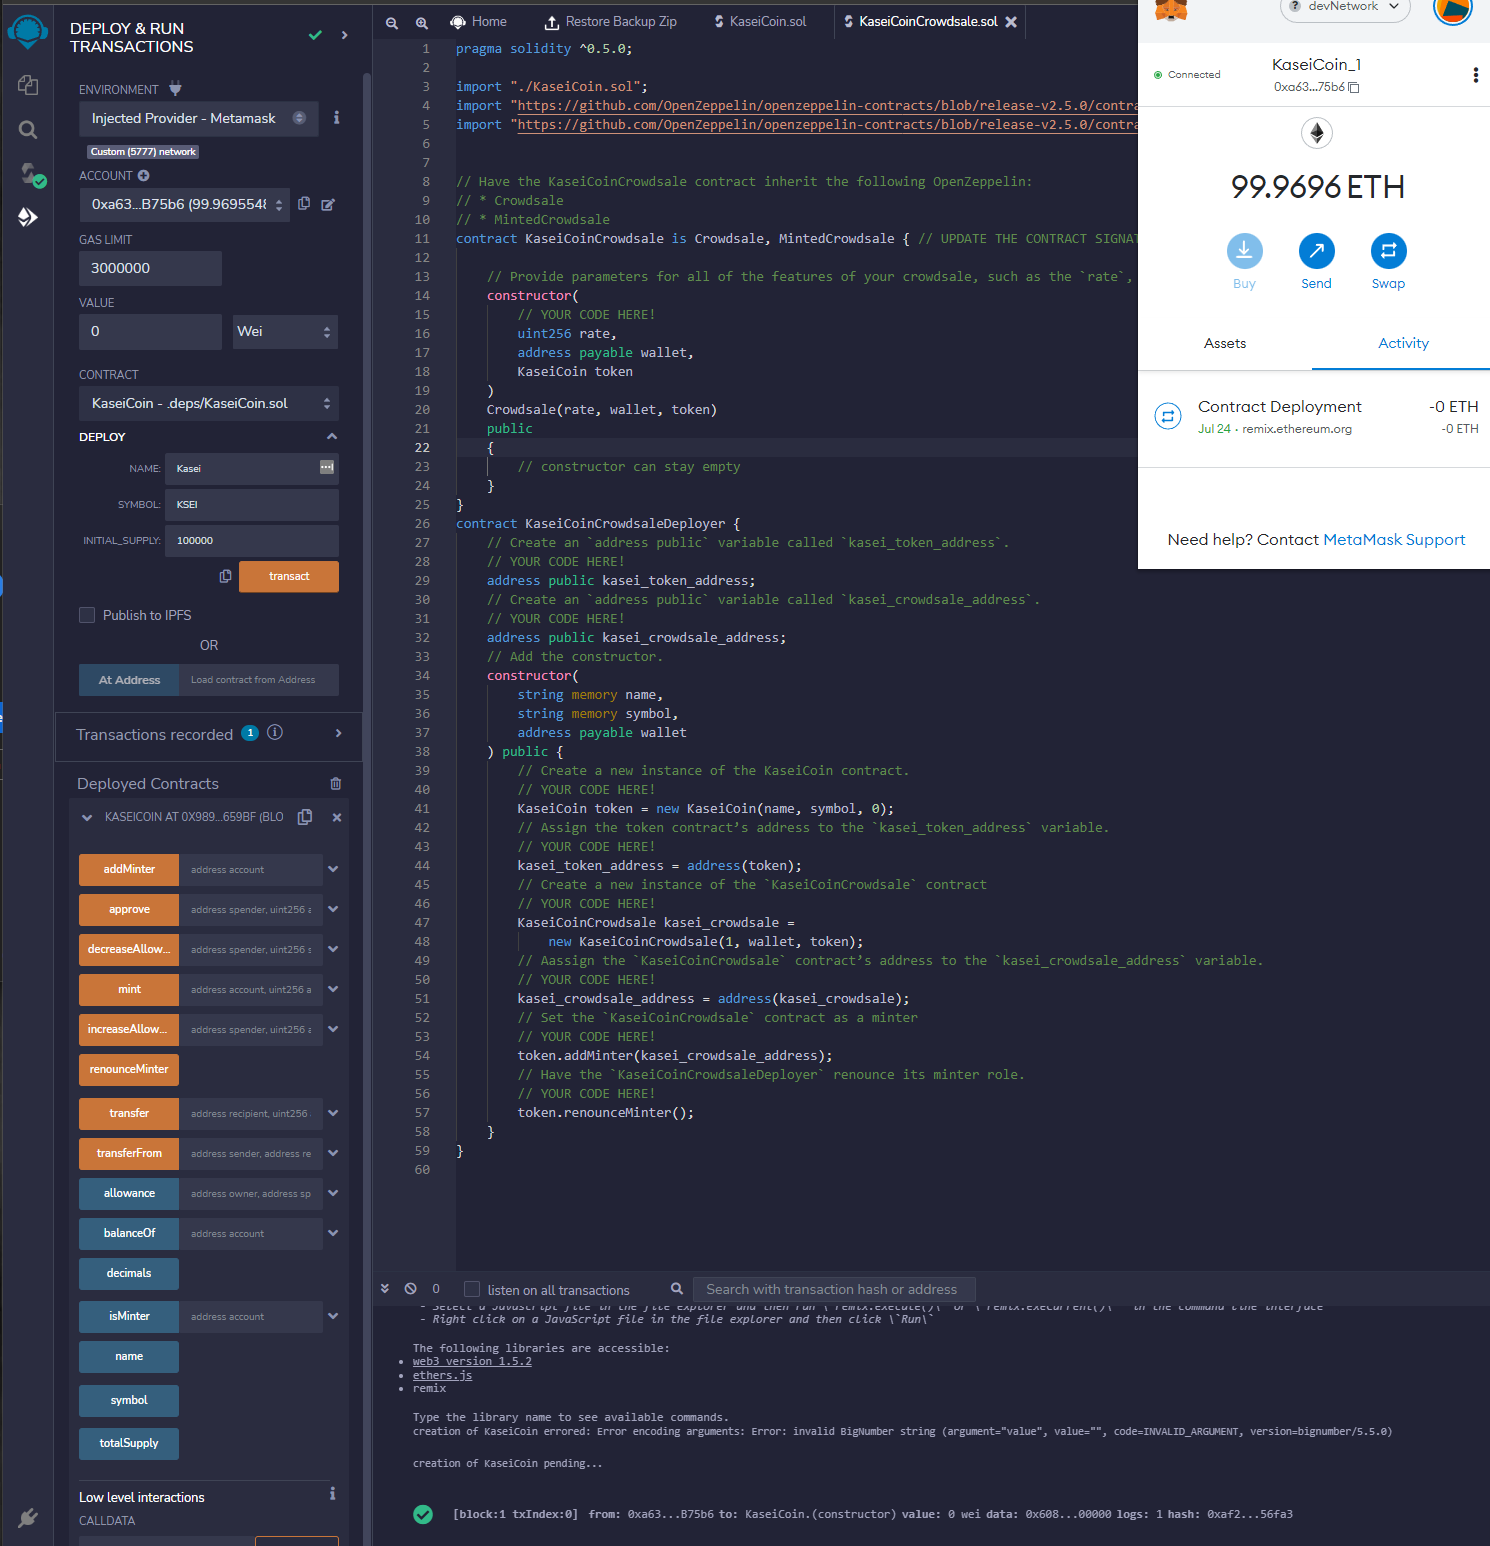 DEPLOY & RUN
TRANSACTIONS
ENVIRONMENT
Injected Provider - Metamask
Custom (5777) network
ACCOUNT
0xa63...B75b6 (99.9695548
GAS LIMIT
3000000
VALUE
0
Wei
CONTRACT
KaseiCoin - .deps/KaseiCoin.sol
DEPLOY
NAME: Kasei
SYMBOL: KSEI
INITIAL_SUPPLY: 100000
transact
Publish to IPFS
OR
At Address Load contract from Address
Transactions recorded 1
Deployed Contracts
KASEICOIN AT 0X989...659BF (BLO
addMinter address account
approve address spender, uint256 a
decreaseAllow... address spender, uint256 s
mint address account, uint256 a
increaseAllow... address spender, uint256 a
renounceMinter
transfer address recipient, uint256
transferFrom address sender, address re
allowance address owner, address sp
balanceOf address account
decimals
isMinter address account
name
symbol
totalSupply
Low level interactions
CALLDATA
Home Restore Backup Zip KaseiCoin.sol KaseiCoinCrowdsale.sol
1 pragma solidity ^0.5.0;
2
3 import "./KaseiCoin.sol";
4 import "https://github.com/OpenZeppelin/openzeppelin-contracts/blob/release-v2.5.0/contra
5 import "https://github.com/OpenZeppelin/openzeppelin-contracts/blob/release-v2.5.0/contra
6
7
8 // Have the KaseiCoinCrowdsale contract inherit the following OpenZeppelin:
9 // * Crowdsale
10 // * MintedCrowdsale
11 contract KaseiCoinCrowdsale is Crowdsale, MintedCrowdsale { // UPDATE THE CONTRACT SIGNAT
12
13 // Provide parameters for all of the features of your crowdsale, such as the `rate`,
14 constructor(
15 // YOUR CODE HERE!
16 uint256 rate,
17 address payable wallet,
18 KaseiCoin token
19 )
20 Crowdsale(rate, wallet, token)
21 public
22 {
23 // constructor can stay empty
24 }
25 }
26 contract KaseiCoinCrowdsaleDeployer {
27 // Create an `address public` variable called `kasei_token_address`.
28 // YOUR CODE HERE!
29 address public kasei_token_address;
30 // Create an `address public` variable called `kasei_crowdsale_address`.
31 // YOUR CODE HERE!
32 address public kasei_crowdsale_address;
33 // Add the constructor.
34 constructor(
35 string memory name,
36 string memory symbol,
37 address payable wallet
38 ) public {
39 // Create a new instance of the KaseiCoin contract.
40 // YOUR CODE HERE!
41 KaseiCoin token = new KaseiCoin(name, symbol, 0);
42 // Assign the token contract’s address to the `kasei_token_address` variable.
43 // YOUR CODE HERE!
44 kasei_token_address = address(token);
45 // Create a new instance of the `KaseiCoinCrowdsale` contract
46 // YOUR CODE HERE!
47 KaseiCoinCrowdsale kasei_crowdsale =
48 new KaseiCoinCrowdsale(1, wallet, token);
49 // Aassign the `KaseiCoinCrowdsale` contract’s address to the `kasei_crowdsale_address` variable.
50 // YOUR CODE HERE!
51 kasei_crowdsale_address = address(kasei_crowdsale);
52 // Set the `KaseiCoinCrowdsale` contract as a minter
53 // YOUR CODE HERE!
54 token.addMinter(kasei_crowdsale_address);
55 // Have the `KaseiCoinCrowdsaleDeployer` renounce its minter role.
56 // YOUR CODE HERE!
57 token.renounceMinter();
58 }
59 }
60
0 listen on all transactions Search with transaction hash or address
- Select a JavaScript file in the file explorer and then run \`remix.execute()\` or \`remix.exeCurrent()\` in the command line interface
- Right click on a JavaScript file in the file explorer and then click \`Run\`
The following libraries are accessible:
web3 version 1.5.2
ethers.js
remix
Type the library name to see available commands.
creation of KaseiCoin errored: Error encoding arguments: Error: invalid BigNumber string (argument="value", value="", code=INVALID_ARGUMENT, version=bignumber/5.5.0)
creation of KaseiCoin pending...
[block:1 txIndex:0] from: 0xa63...B75b6 to: KaseiCoin.(constructor) value: 0 wei data: 0x608...00000 logs: 1 hash: 0xaf2...56fa3
devNetwork
Connected
KaseiCoin_1
0xa63...75b6
99.9696 ETH
Buy Send Swap
Assets Activity
Contract Deployment -0 ETH
Jul 24 · remix.ethereum.org -0 ETH
Need help? Contact MetaMask Support